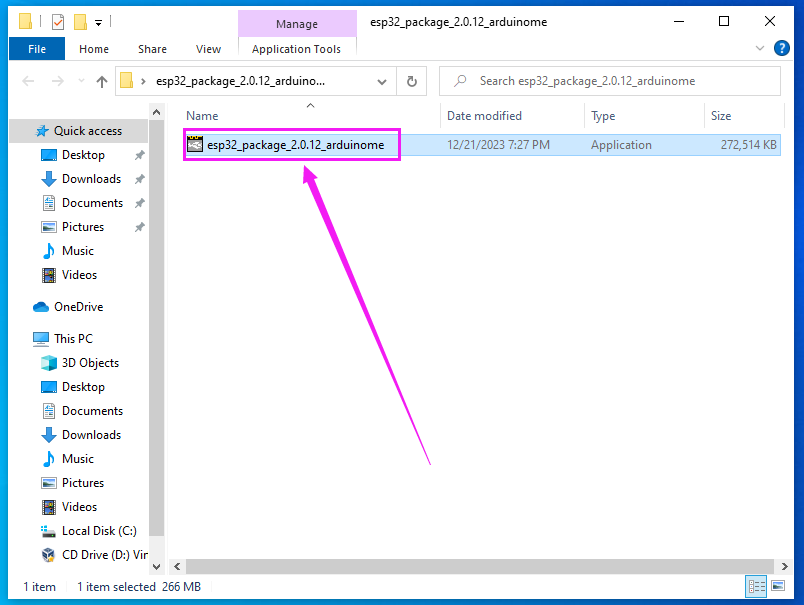 Manage
esp32_package_2.0.12_arduinome
File
Home
Share
View
Application Tools
esp32_package_2.0.12_arduino...
Search esp32_package_2.0.12_arduinome
Name
Date modified
Type
Size
esp32_package_2.0.12_arduinome
12/21/2023 7:27 PM
Application
272,514 KB
Quick access
Desktop
Downloads
Documents
Pictures
Music
Videos
OneDrive
This PC
3D Objects
Desktop
Documents
Downloads
Music
Pictures
Videos
Local Disk (C:)
CD Drive (D:) Vir
1 item
1 item selected 266 MB